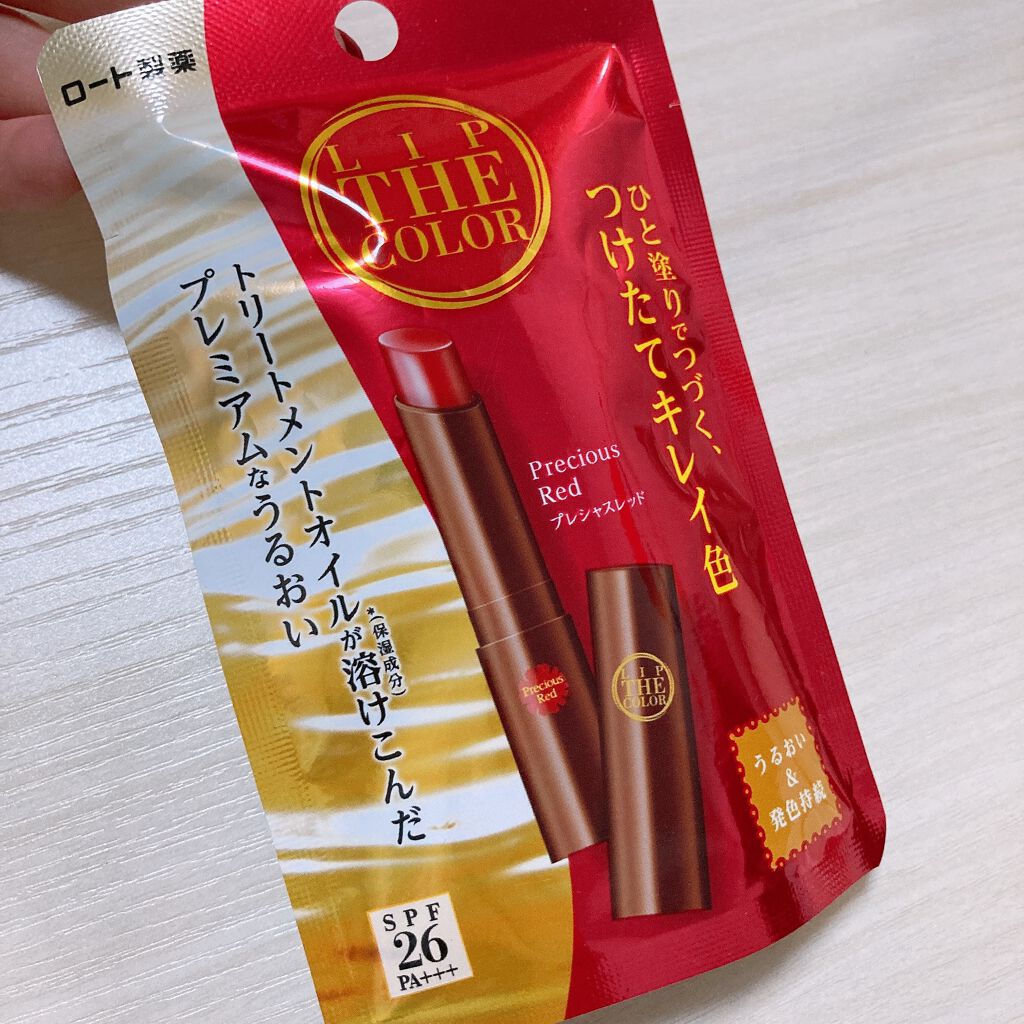 ロート製薬
LIP
THE
COLOR
ひと塗りでつづく、
つけたてキレイ色
トリートメントオイルが溶けこんだ
*(保湿成分)
プレミアムなうるおい
Precious
Red
プレシャスレッド
Precious
Red
LIP
THE
COLOR
うるおい
&
発色持続
SPF
26
PA+++